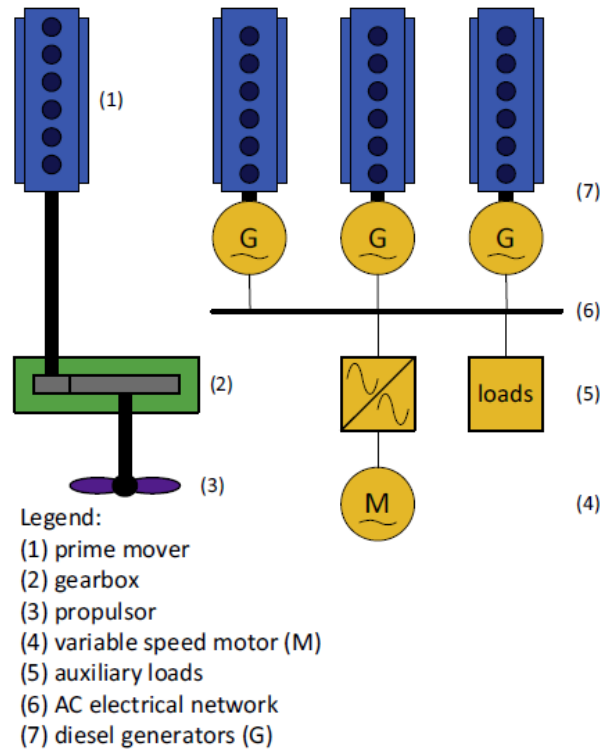 (1)
(7)
G
G
G
(6)
(2)
loads
(5)
(3)
M
(4)
Legend:
(1) prime mover
(2) gearbox
(3) propulsor
(4) variable speed motor (M)
(5) auxiliary loads
(6) AC electrical network
(7) diesel generators (G)